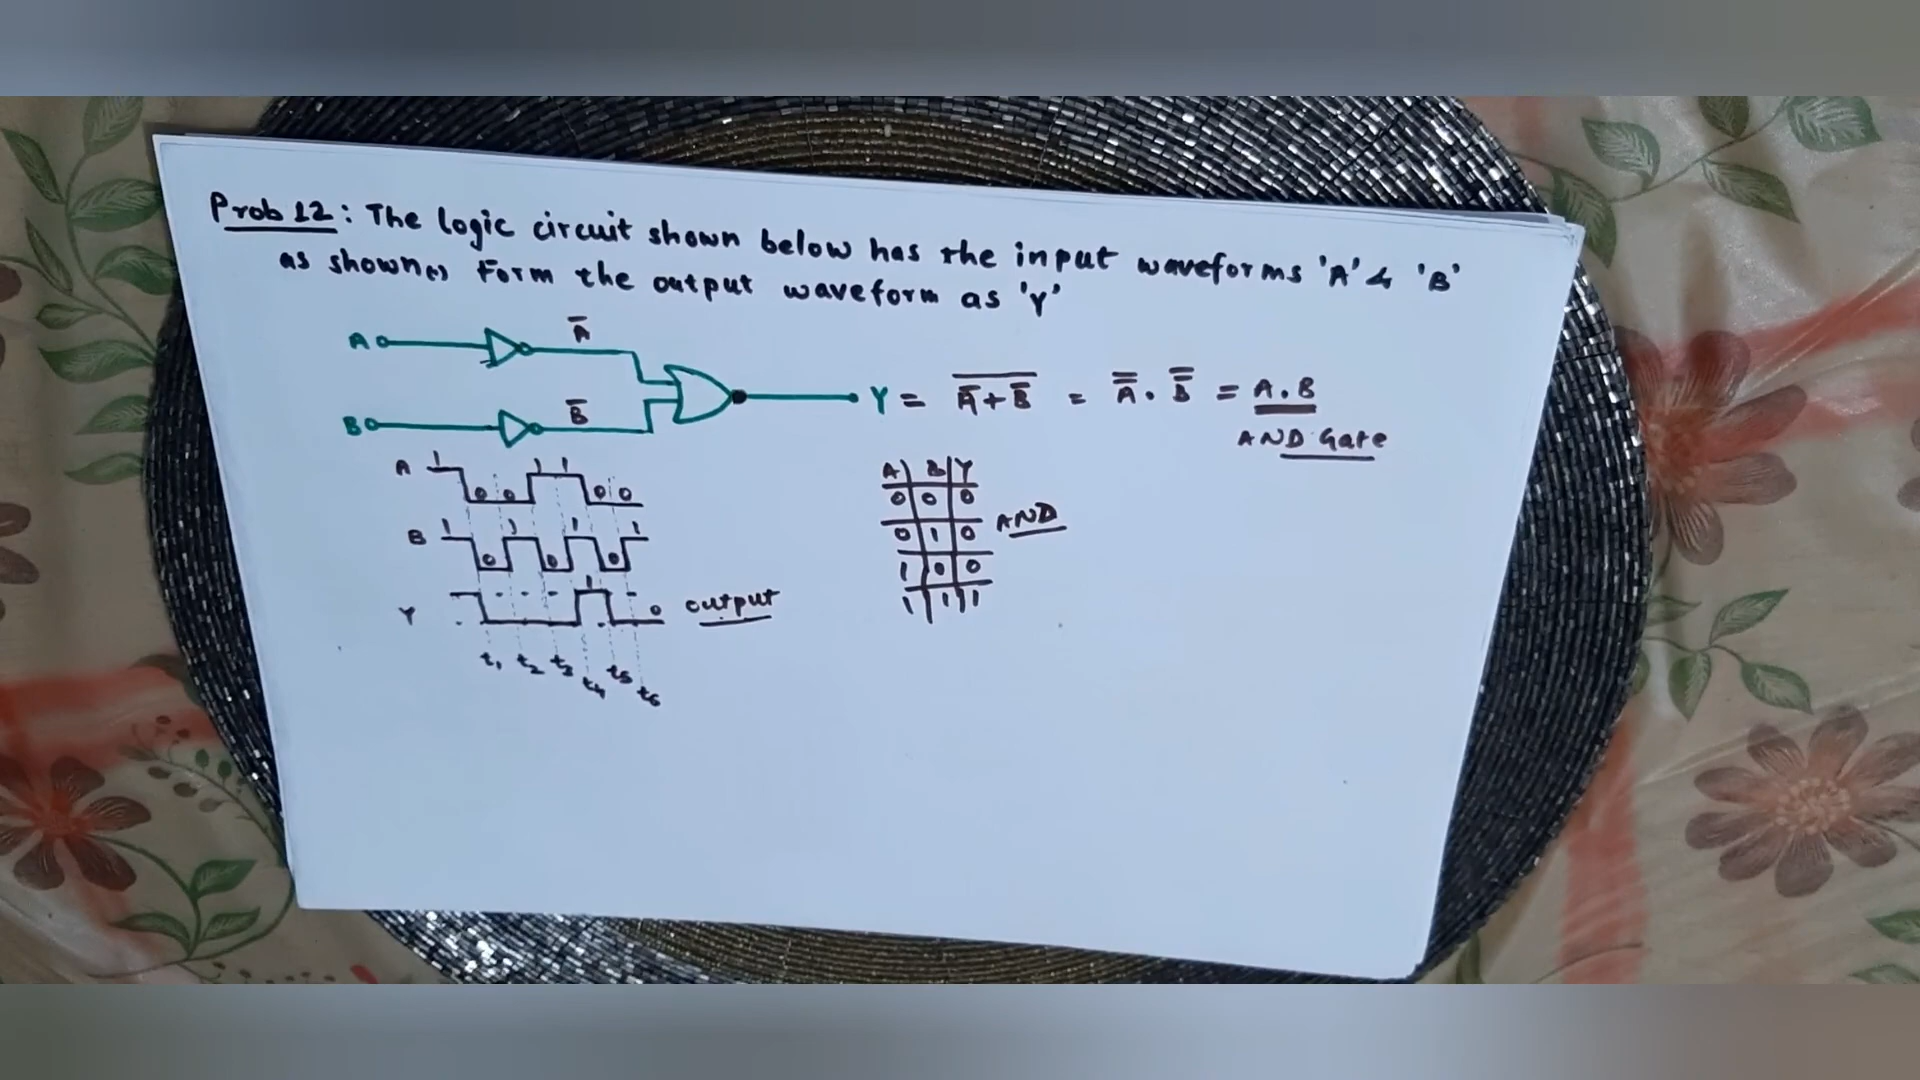 Prob 12: The logic circuit shown below has the input waveforms 'A' & 'B'
as shown(s) Form the output waveform as 'Y'
A
A̅
B
B̅
Y = \overline{A̅ + B̅} = A̿ . B̿ = A.B
AND Gate
A 1 0 0 1 1 0 0
B 1 0 1 0 1 0 1
Y 1 0 output
t1 t2 t3 t4 t5 t6
A B Y
0 0 0
0 1 0 AND
1 0 0
1 1 1